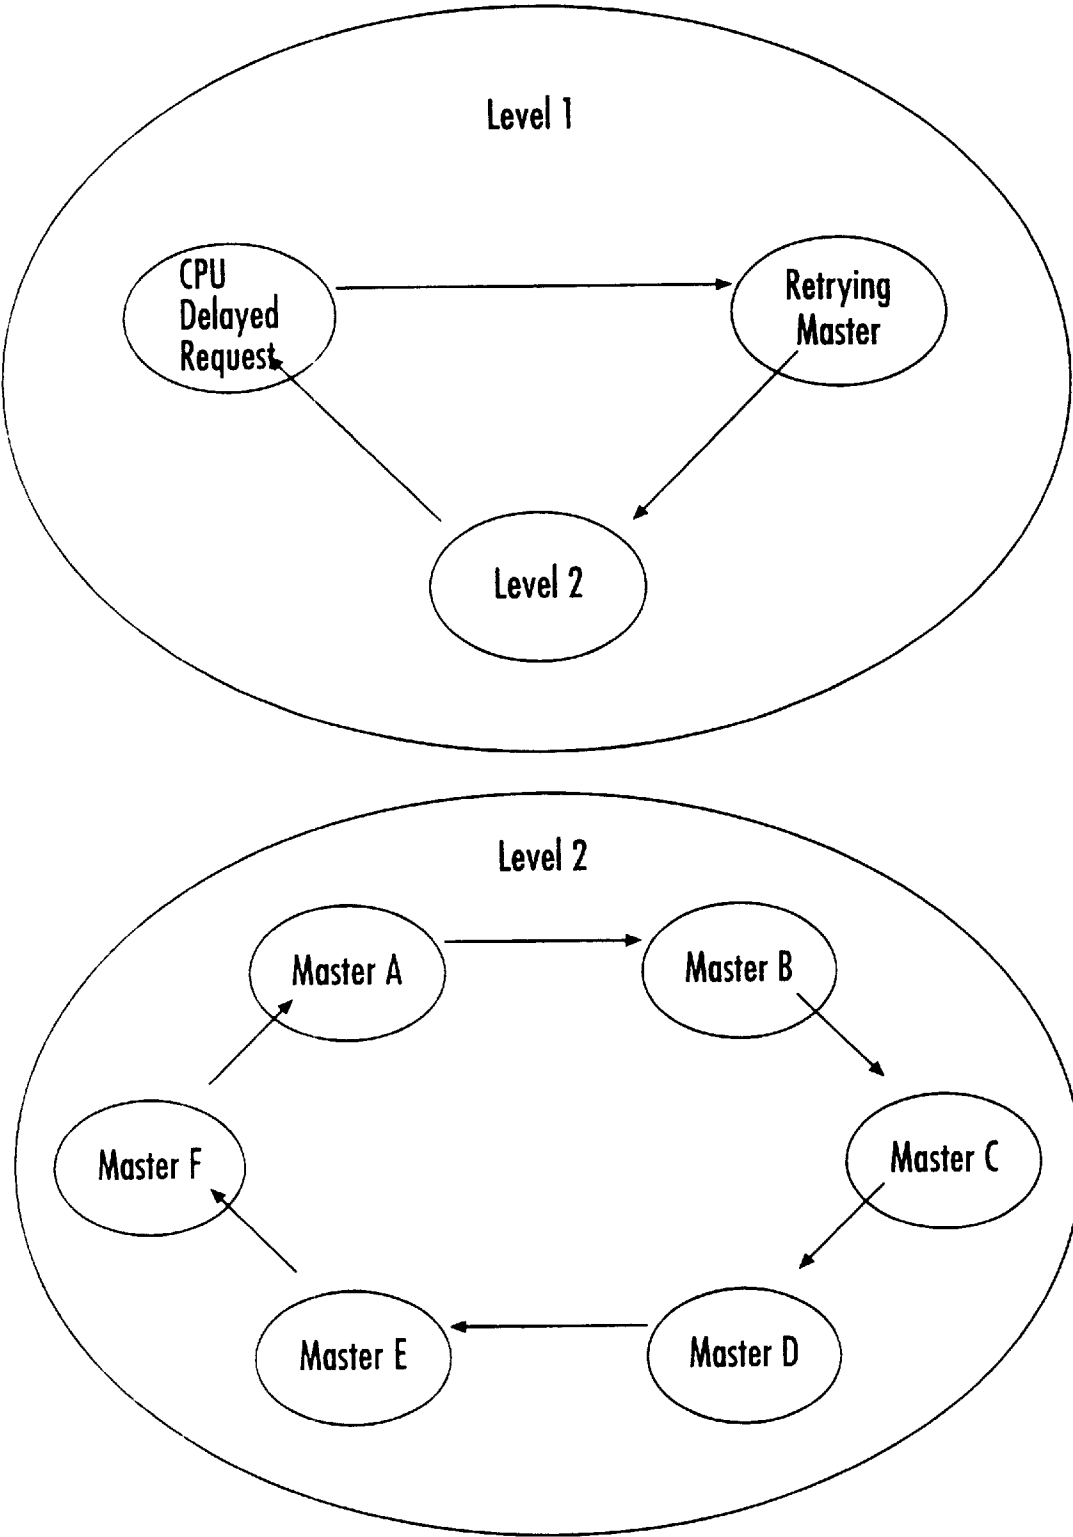 Level 1
CPU
Delayed
Request
Retrying
Master
Level 2
Level 2
Master A
Master B
Master F
Master C
Master E
Master D